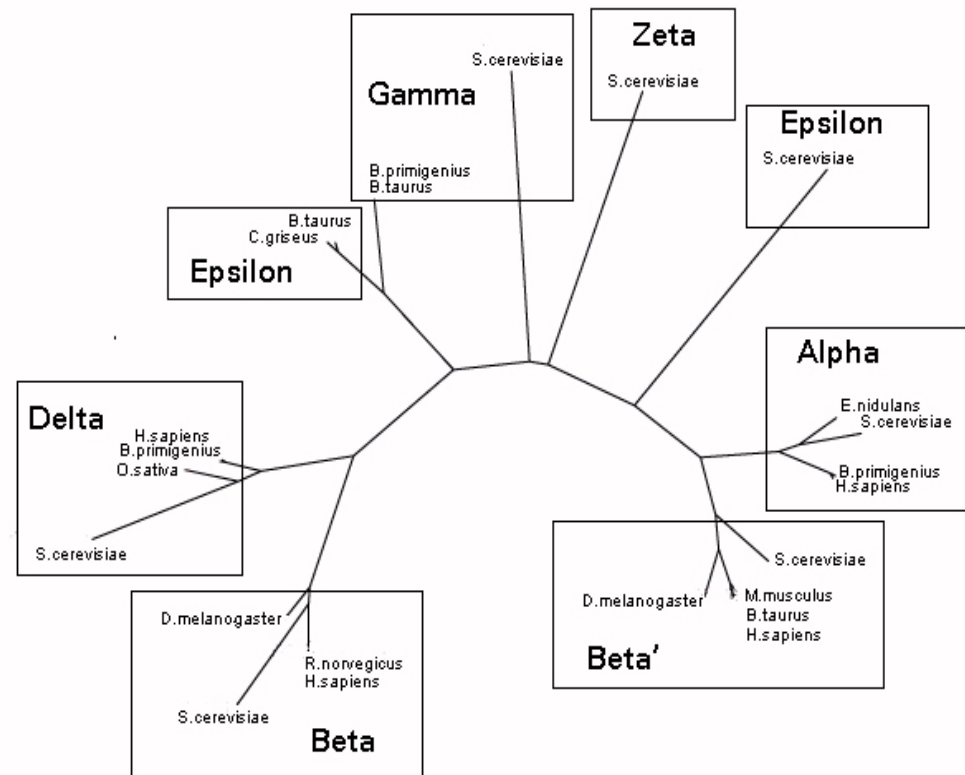 Zeta
S.cerevisiae
S.cerevisiae
Gamma
B.primigenius
B.taurus
Epsilon
S.cerevisiae
B.taurus
C.griseus
Epsilon
Alpha
E.nidulans
S.cerevisiae
B.primigenius
H.sapiens
Delta
H.sapiens
B.primigenius
O.sativa
S.cerevisiae
S.cerevisiae
D.melanogaster
M.musculus
B.taurus
H.sapiens
Beta'
D.melanogaster
R.norvegicus
H.sapiens
S.cerevisiae
Beta